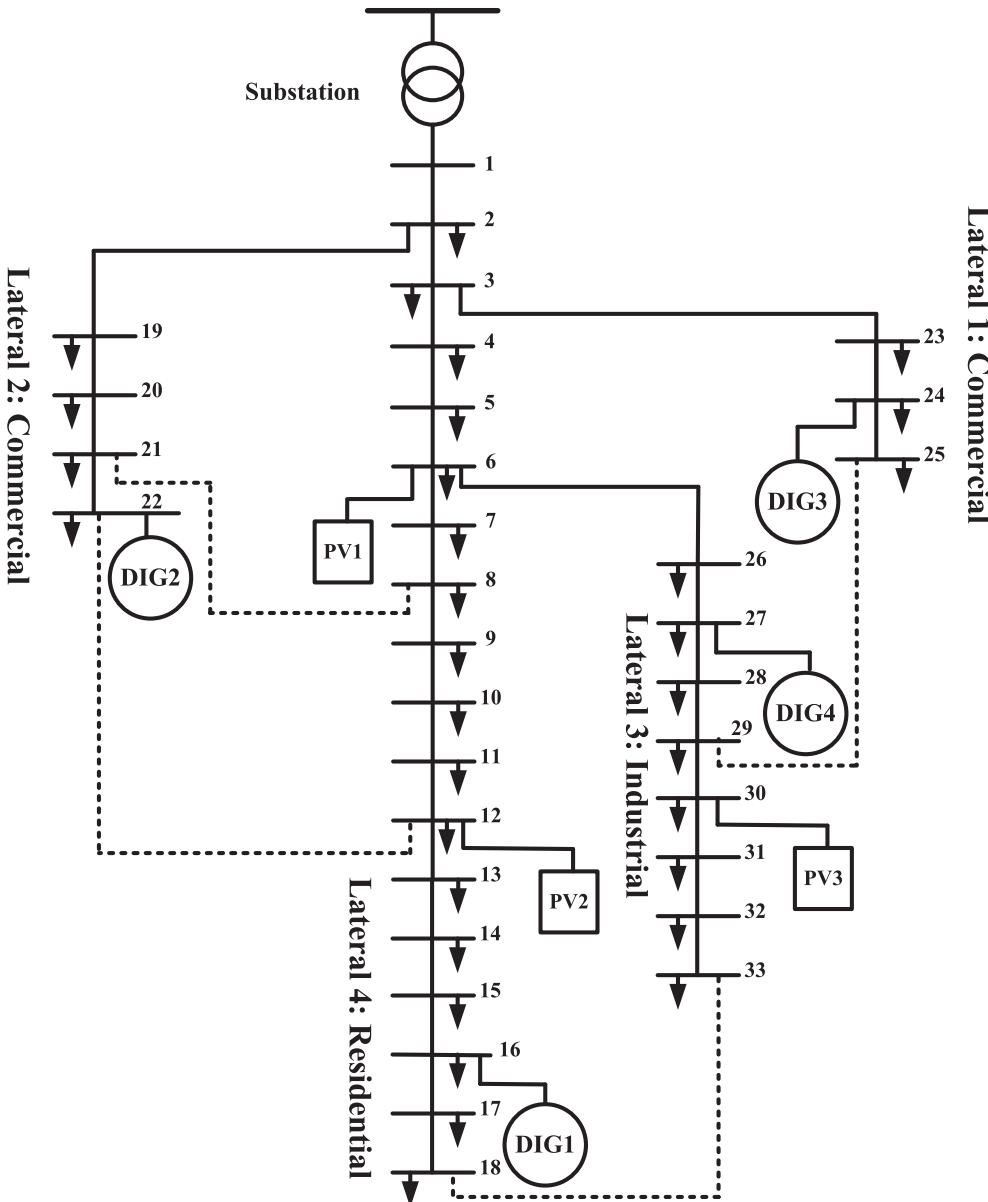 Substation
1
2
3
4
5
6
7
8
9
10
11
12
13
14
15
16
17
18
19
20
21
22
23
24
25
26
27
28
29
30
31
32
33
PV1
PV2
PV3
DIG1
DIG2
DIG3
DIG4
Lateral 1: Commercial
Lateral 2: Commercial
Lateral 3: Industrial
Lateral 4: Residential